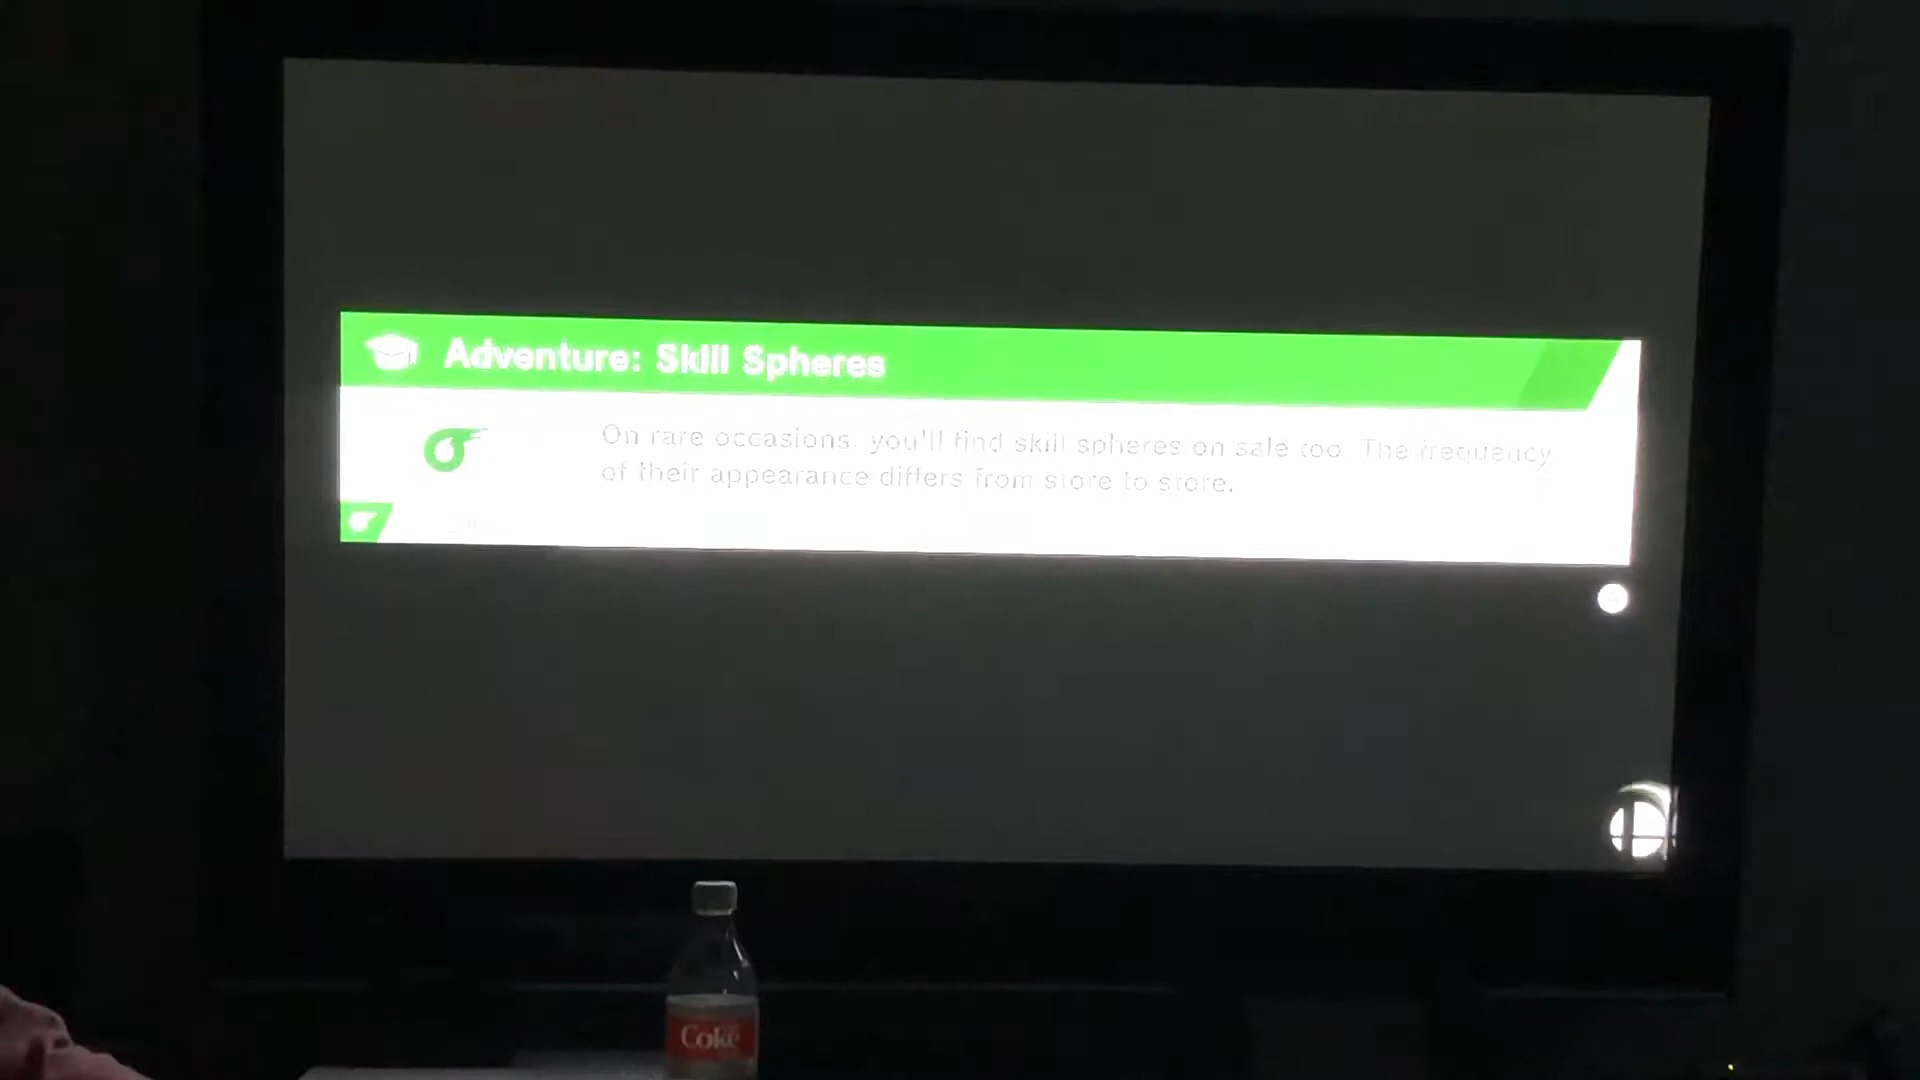 Adventure: Skill Spheres
On rare occasions, you'll find skill spheres on sale too. The frequency
of their appearance differs from store to store.
Coke